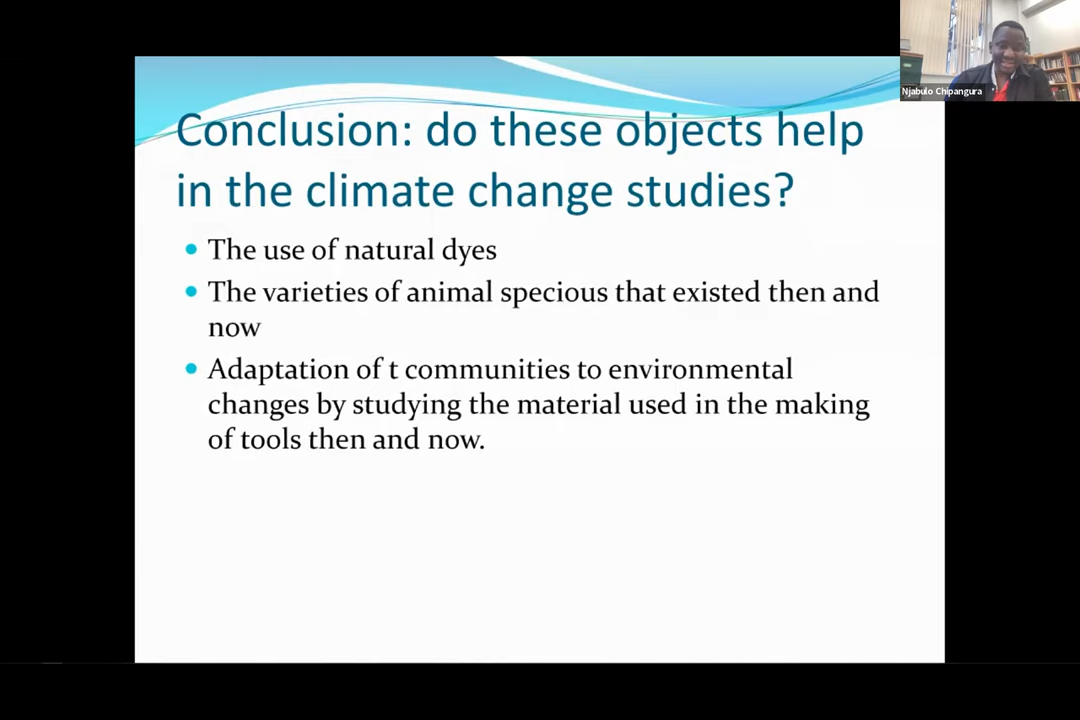 Njabulo Chipangura
Conclusion: do these objects help
in the climate change studies?
The use of natural dyes
The varieties of animal specious that existed then and
now
Adaptation of t communities to environmental
changes by studying the material used in the making
of tools then and now.